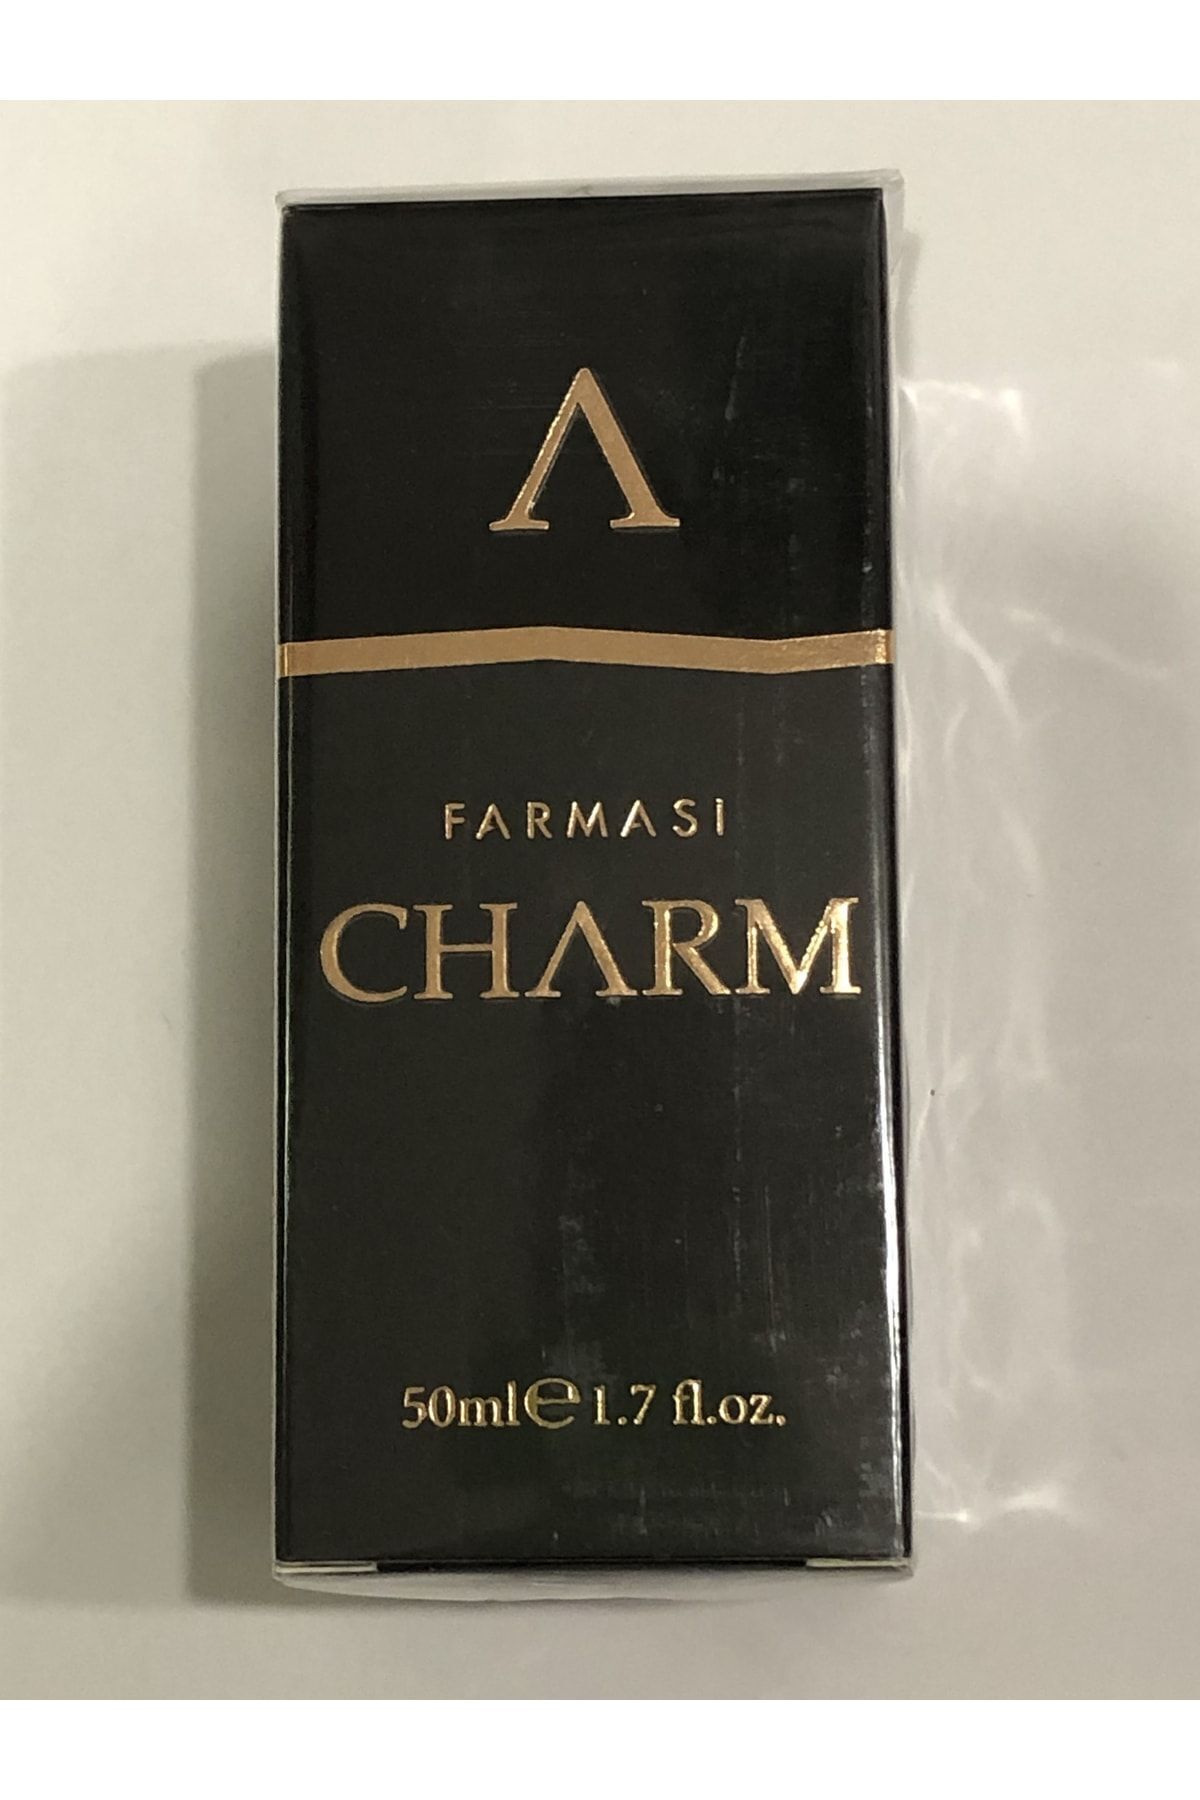 Λ
FARMASi
CHΛRM
50ml℮1.7 fl.oz.